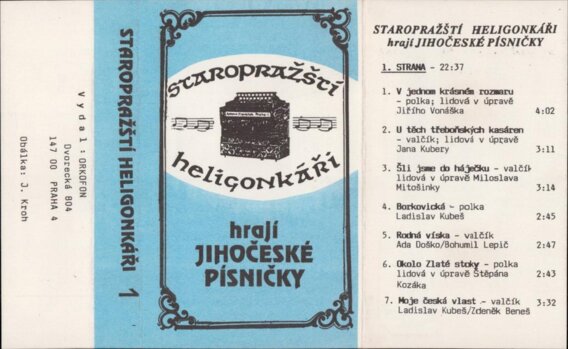 Vydal: ORKOFON
Dvorecká 804
147 00 PRAHA 4
Obálka: J. Kroh
STAROPRAŽŠTÍ HELIGONKÁŘI 1
STAROPRAŽŠTÍ
heligonkáři
hrají
JIHOČESKÉ
PÍSNIČKY
STAROPRAŽŠTÍ HELIGONKÁŘI
hrají JIHOČESKÉ PÍSNIČKY
1. STRANA - 22:37
1. V jednom krásném rozmaru
- polka; lidová v úpravě
Jiřího Vonáška 4:02
2. U těch třeboňských kasáren
- valčík; lidová v úpravě
Jana Kubery 3:11
3. Šli jsme do háječku - valčík
lidová v úpravě Miloslava
Mitošinky 3:14
4. Borkovická - polka
Ladislav Kubeš 2:45
5. Rodná víska - valčík
Ada Doško/Bohumil Lepič 2:47
6. Okolo Zlaté stoky - polka
lidová v úpravě Štěpána 2:43
Kozáka
7. Moje česká vlast - valčík 3:32
Ladislav Kubeš/Zdeněk Beneš